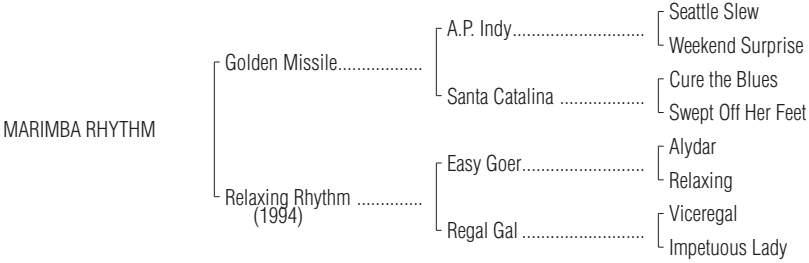 Seattle Slew
A.P. Indy...........................
Weekend Surprise
Golden Missile..................
Cure the Blues
Santa Catalina ..................
Swept Off Her Feet
MARIMBA RHYTHM
Alydar
Easy Goer..........................
Relaxing
Relaxing Rhythm ..............
(1994)
Viceregal
Regal Gal ..........................
Impetuous Lady